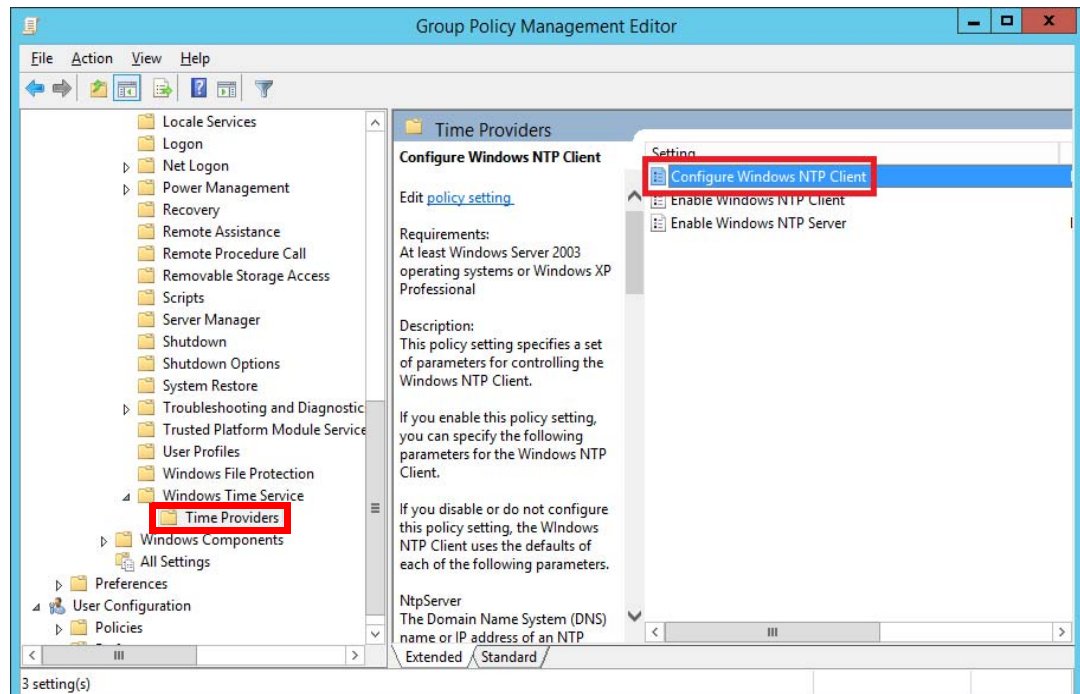 Group Policy Management Editor
File Action View Help
Locale Services
Logon
Net Logon
Power Management
Recovery
Remote Assistance
Remote Procedure Call
Removable Storage Access
Scripts
Server Manager
Shutdown
Shutdown Options
System Restore
Troubleshooting and Diagnostic
Trusted Platform Module Service
User Profiles
Windows File Protection
Windows Time Service
Time Providers
Windows Components
All Settings
Preferences
User Configuration
Policies
Time Providers
Configure Windows NTP Client
Edit policy setting
Requirements:
At least Windows Server 2003
operating systems or Windows XP
Professional
Description:
This policy setting specifies a set
of parameters for controlling the
Windows NTP Client.
If you enable this policy setting,
you can specify the following
parameters for the Windows NTP
Client.
If you disable or do not configure
this policy setting, the WIndows
NTP Client uses the defaults of
each of the following parameters.
NtpServer
The Domain Name System (DNS)
name or IP address of an NTP
Setting
Configure Windows NTP Client
Enable Windows NTP Client
Enable Windows NTP Server
Extended Standard
3 setting(s)